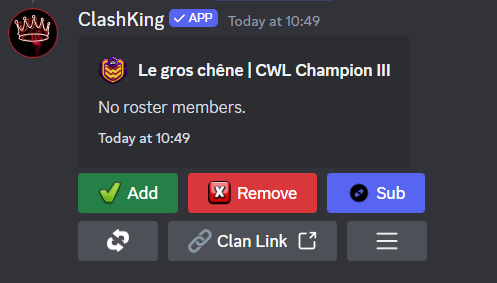 ClashKing APP Today at 10:49
Le gros chêne | CWL Champion III
No roster members.
Today at 10:49
Add Remove Sub
Clan Link